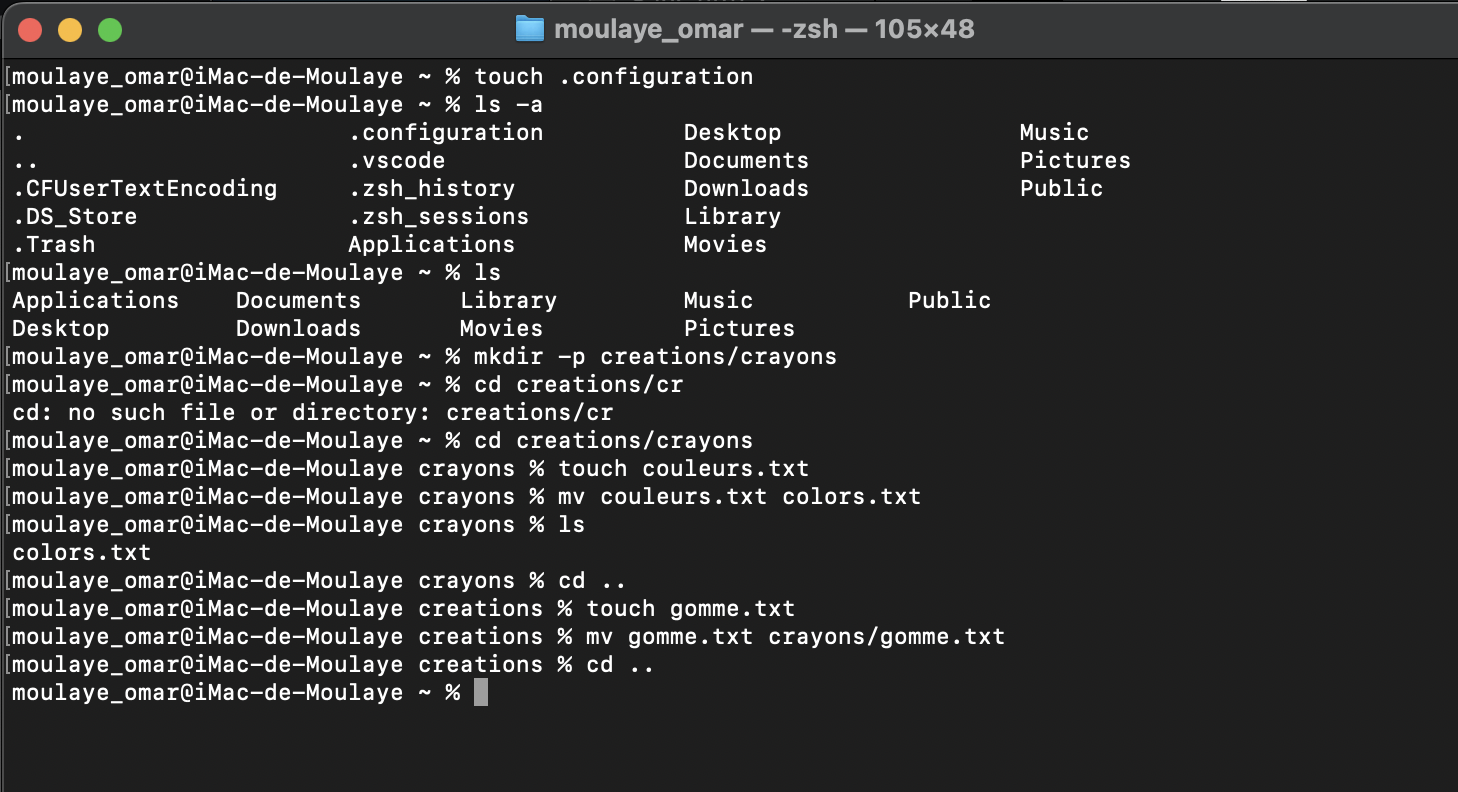 moulaye_omar — -zsh — 105×48
[moulaye_omar@iMac-de-Moulaye ~ % touch .configuration
[moulaye_omar@iMac-de-Moulaye ~ % ls -a
. .configuration Desktop Music
.. .vscode Documents Pictures
.CFUserTextEncoding .zsh_history Downloads Public
.DS_Store .zsh_sessions Library
.Trash Applications Movies
[moulaye_omar@iMac-de-Moulaye ~ % ls
Applications Documents Library Music Public
Desktop Downloads Movies Pictures
[moulaye_omar@iMac-de-Moulaye ~ % mkdir -p creations/crayons
[moulaye_omar@iMac-de-Moulaye ~ % cd creations/cr
cd: no such file or directory: creations/cr
[moulaye_omar@iMac-de-Moulaye ~ % cd creations/crayons
[moulaye_omar@iMac-de-Moulaye crayons % touch couleurs.txt
[moulaye_omar@iMac-de-Moulaye crayons % mv couleurs.txt colors.txt
[moulaye_omar@iMac-de-Moulaye crayons % ls
colors.txt
[moulaye_omar@iMac-de-Moulaye crayons % cd ..
[moulaye_omar@iMac-de-Moulaye creations % touch gomme.txt
[moulaye_omar@iMac-de-Moulaye creations % mv gomme.txt crayons/gomme.txt
[moulaye_omar@iMac-de-Moulaye creations % cd ..
moulaye_omar@iMac-de-Moulaye ~ %